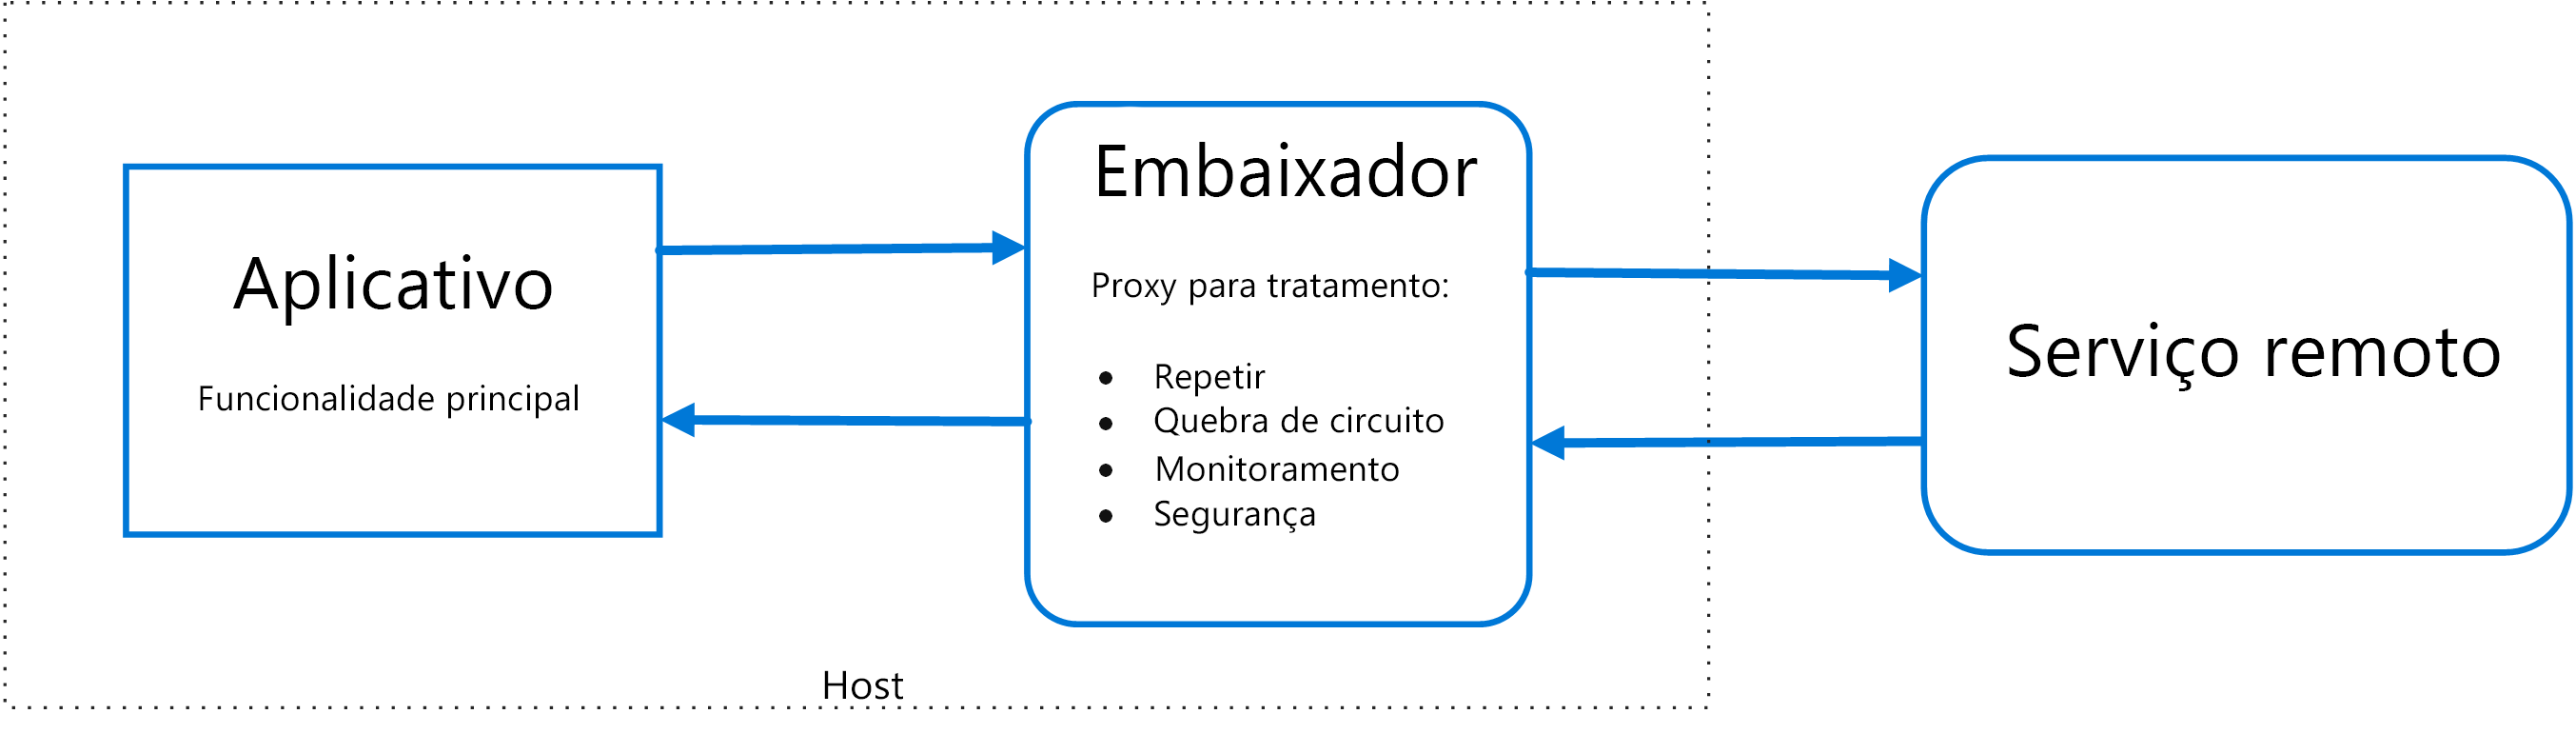 Aplicativo
Funcionalidade principal
Embaixador
Proxy para tratamento:
● Repetir
● Quebra de circuito
● Monitoramento
● Segurança
Serviço remoto
Host